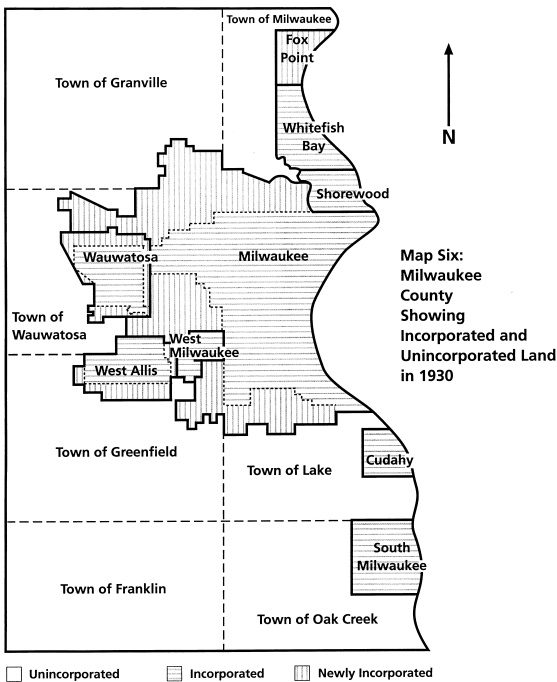 Town of Milwaukee
Fox
Point
Town of Granville
Whitefish
Bay
Shorewood
N
Wauwatosa
Milwaukee
Map Six:
Milwaukee
County
Showing
Incorporated and
Unincorporated Land
in 1930
Town of
Wauwatosa
West
Milwaukee
West Allis
Town of Greenfield
Town of Lake
Cudahy
South
Milwaukee
Town of Franklin
Town of Oak Creek
Unincorporated
Incorporated
Newly Incorporated